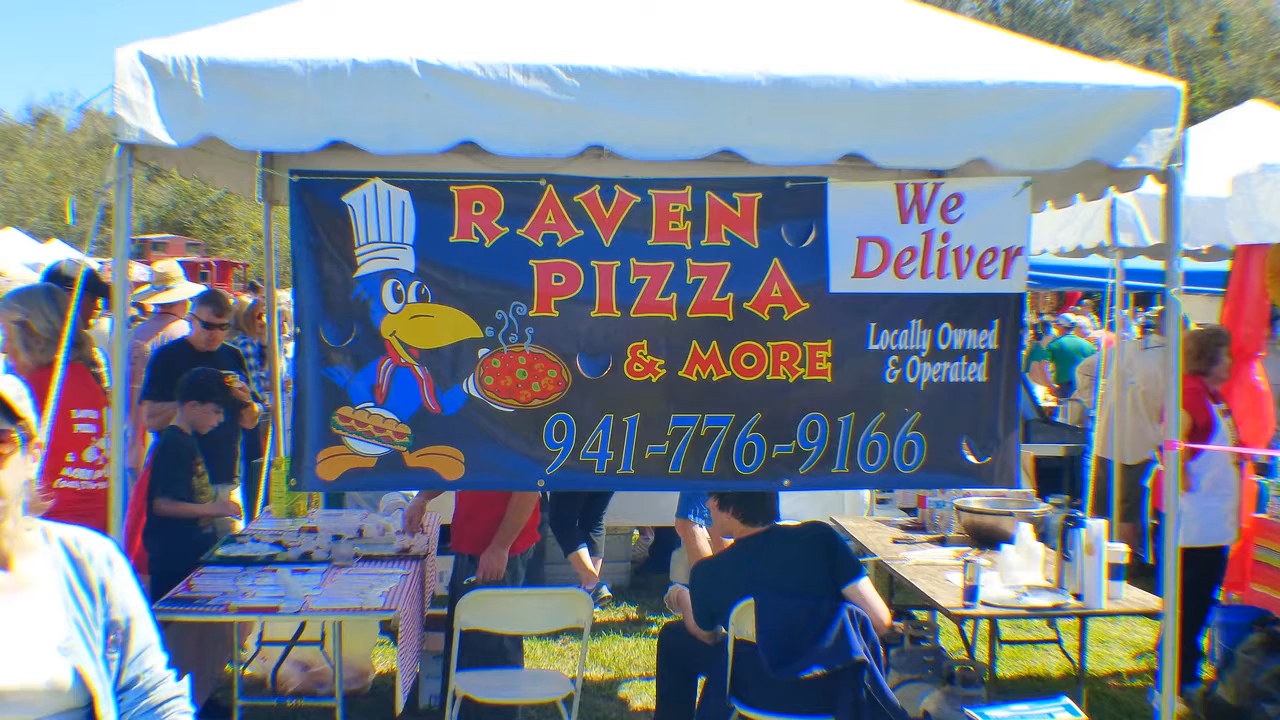 RAVEN
PIZZA
& MORE
941-776-9166
We
Deliver
Locally Owned
& Operated